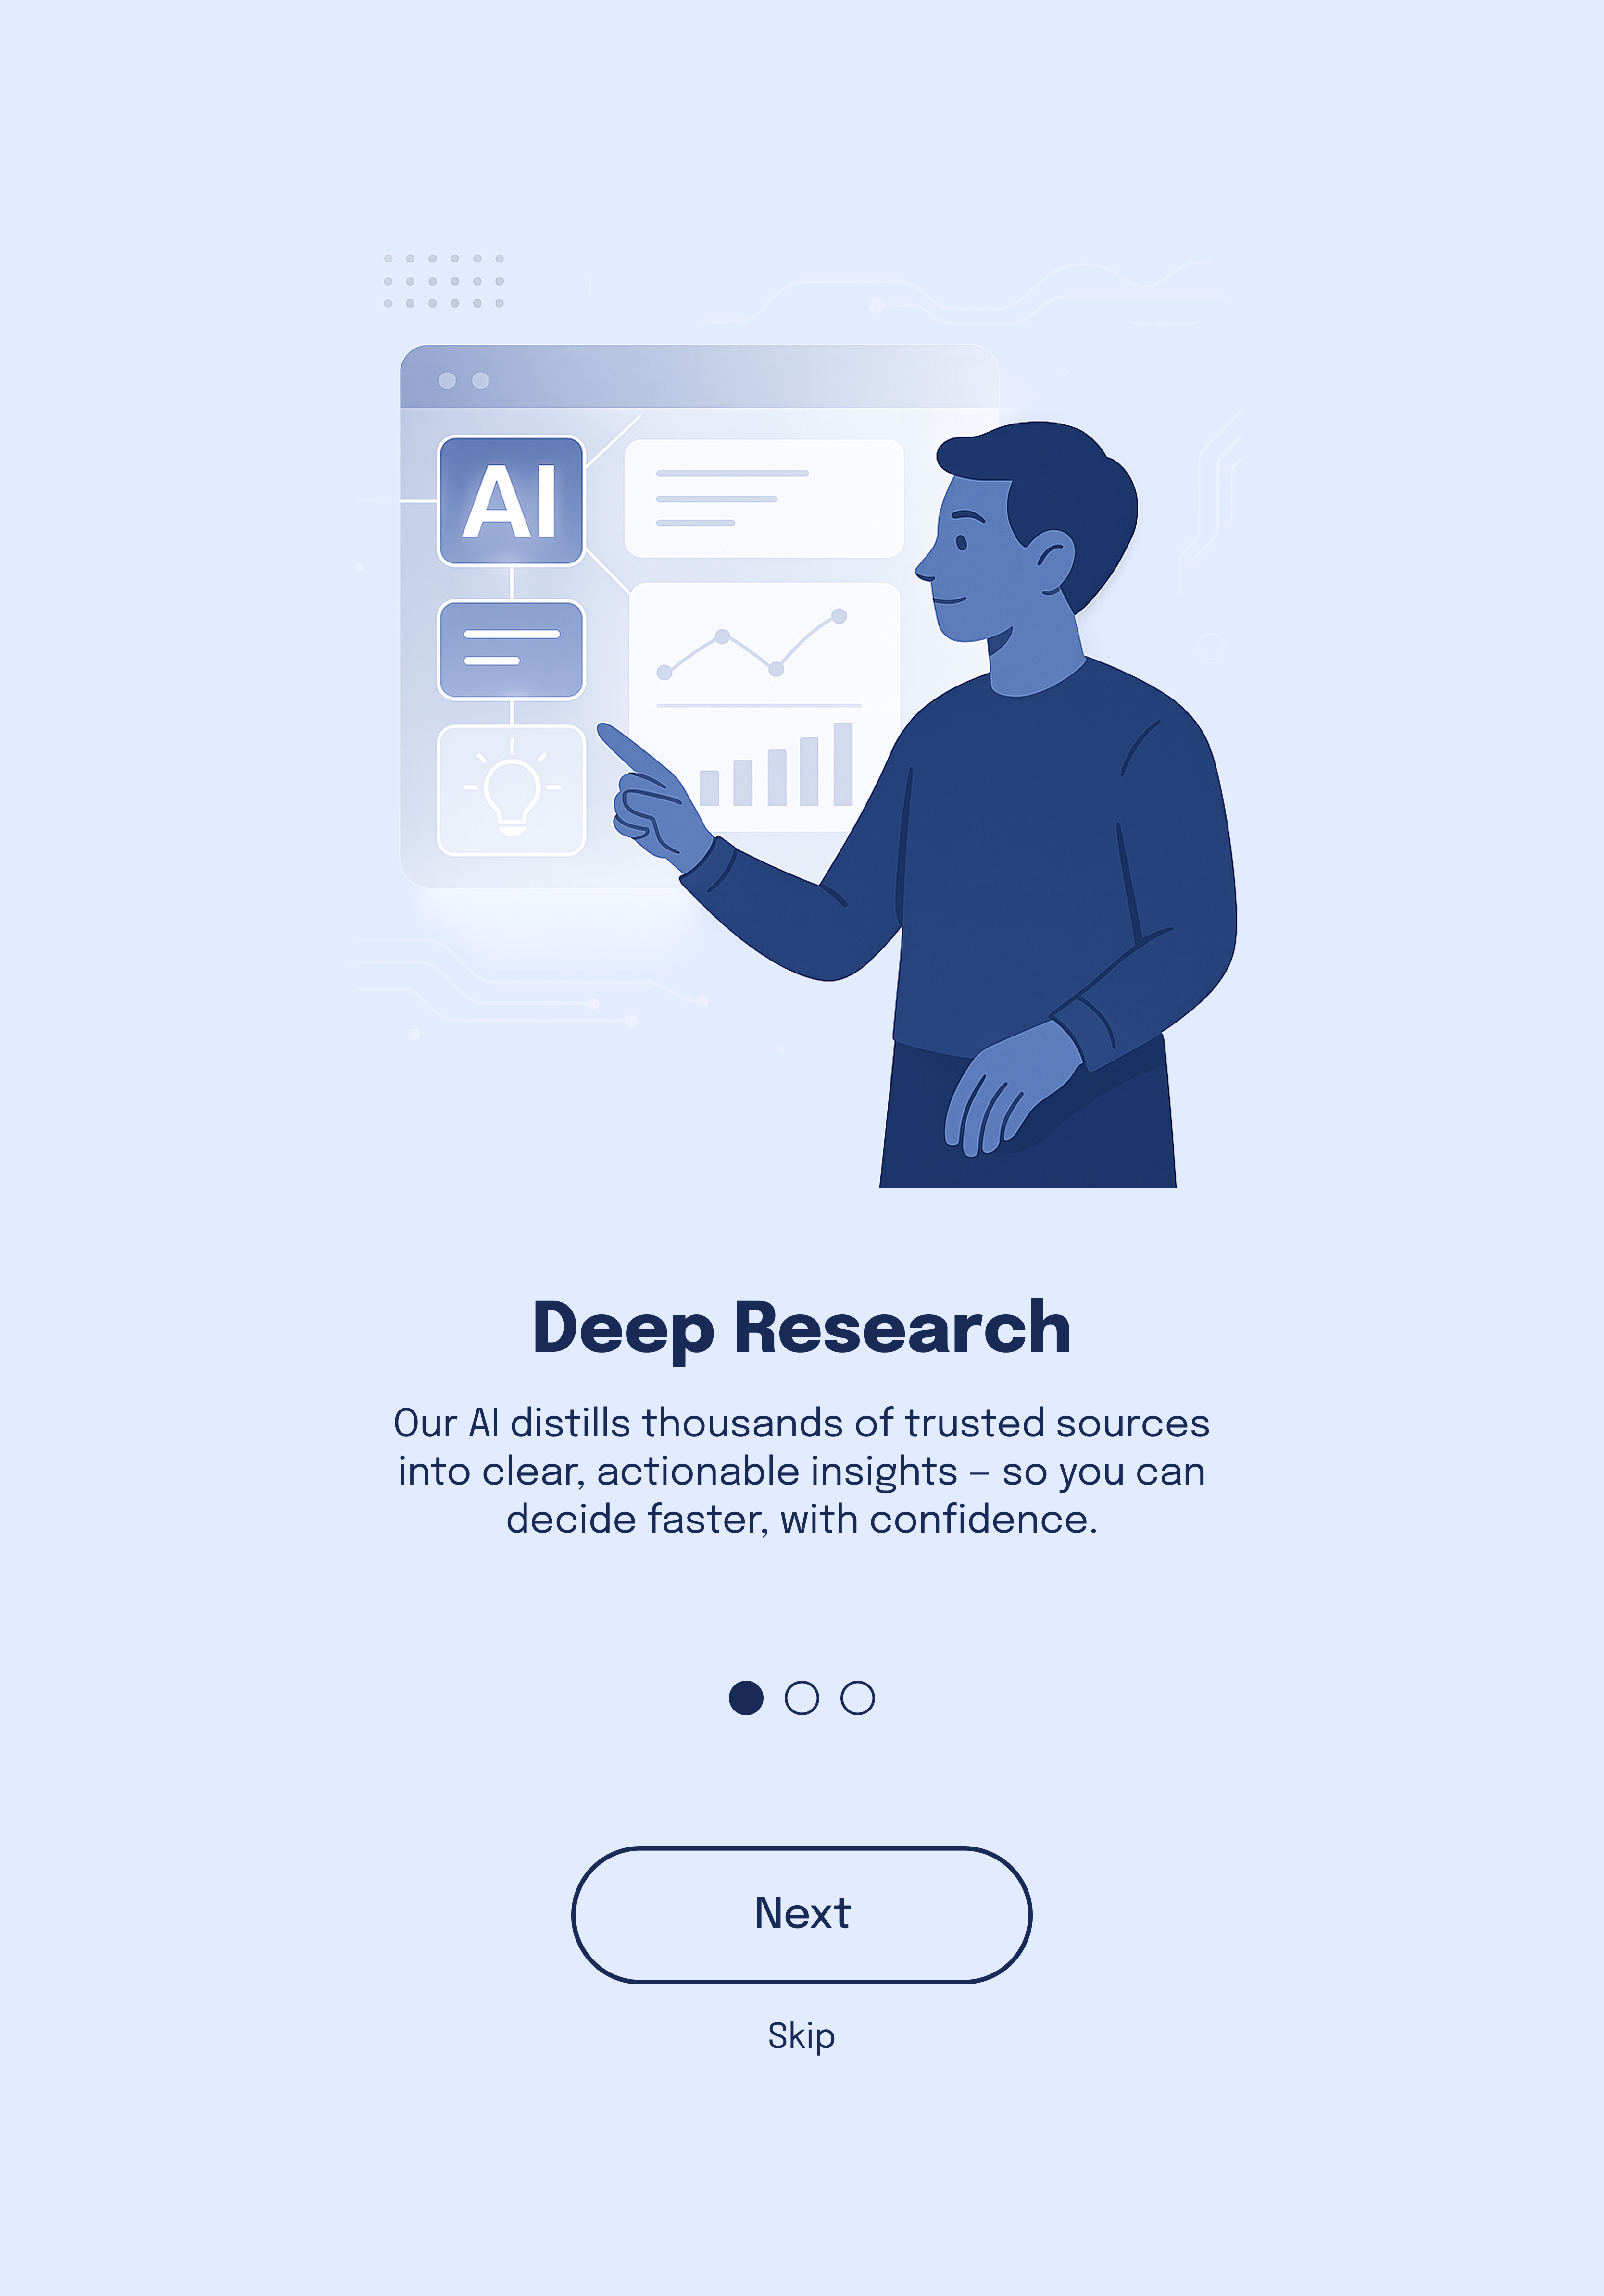 AI
Deep Research
Our AI distills thousands of trusted sources
into clear, actionable insights – so you can
decide faster, with confidence.
Next
Skip